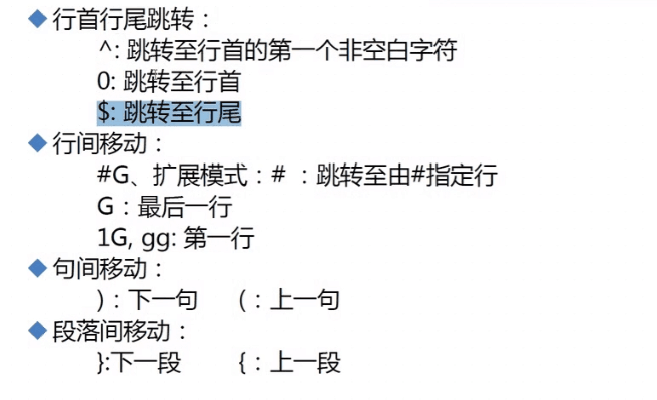 行首行尾跳转：
^: 跳转至行首的第一个非空白字符
0: 跳转至行首
$: 跳转至行尾
行间移动：
#G、扩展模式：# ：跳转至由#指定行
G：最后一行
1G, gg: 第一行
句间移动：
)：下一句 (：上一句
段落间移动：
}:下一段 {：上一段